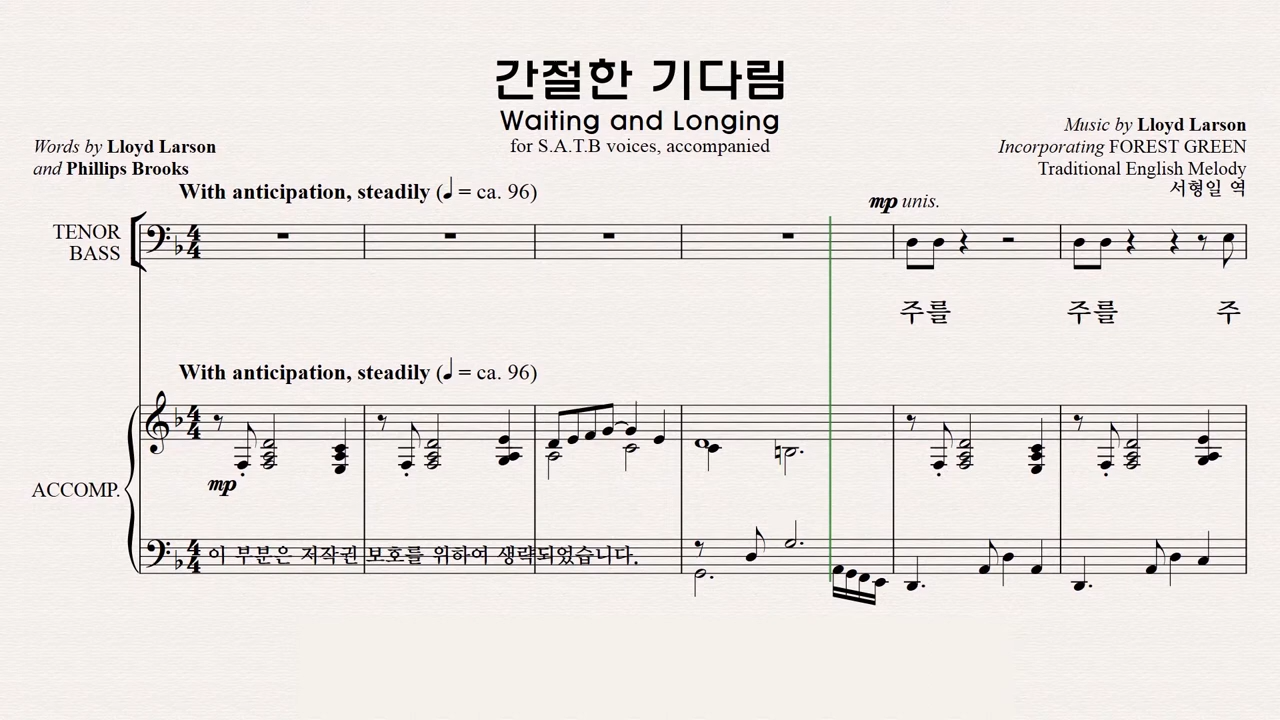 간절한 기다림
Waiting and Longing
for S.A.T.B voices, accompanied
Words by Lloyd Larson
and Phillips Brooks
Music by Lloyd Larson
Incorporating FOREST GREEN
Traditional English Melody
서형일 역
With anticipation, steadily (♩ = ca. 96)
mp unis.
TENOR
BASS
주를 주를 주
With anticipation, steadily (♩ = ca. 96)
ACCOMP.
mp
이 부분은 저작권 보호를 위하여 생략되었습니다.